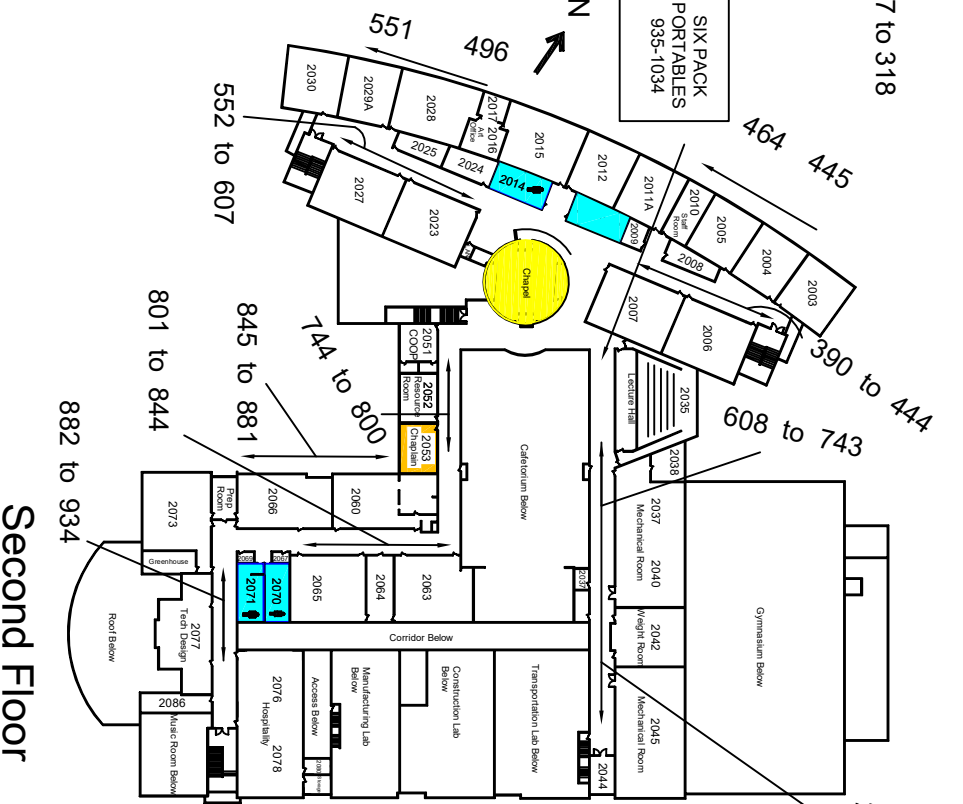 7 to 318
SIX PACK
PORTABLES
935-1034
N
551
496
464
445
552 to 607
390 to 444
608 to 743
744 to 800
845 to 881
801 to 844
882 to 934
2030
2029A
2028
2017
2016
Art
Office
2025
2024
2015
2014
2012
2011A
2009
2010
Staff
Room
2005
2008
2004
2003
2027
2023
Chapel
2007
2006
2051
COOP
2052
Resource
Room
2053
Chaplain
Cafetorium Below
Lecture Hall
2035
2038
2037
Mechanical Room
2040
2042
Weight Room
2045
Mechanical Room
2044
2037
Gymnasium Below
2073
Prep
Room
2066
2060
Greenhouse
2069
2067
2071
2070
2065
2064
2063
Roof Below
2077
Tech Design
2086
Music Room Below
Corridor Below
2076
Hospitality
2078
Access Below
Manufacturing Lab
Below
Construction Lab
Below
Transportation Lab Below
Second Floor